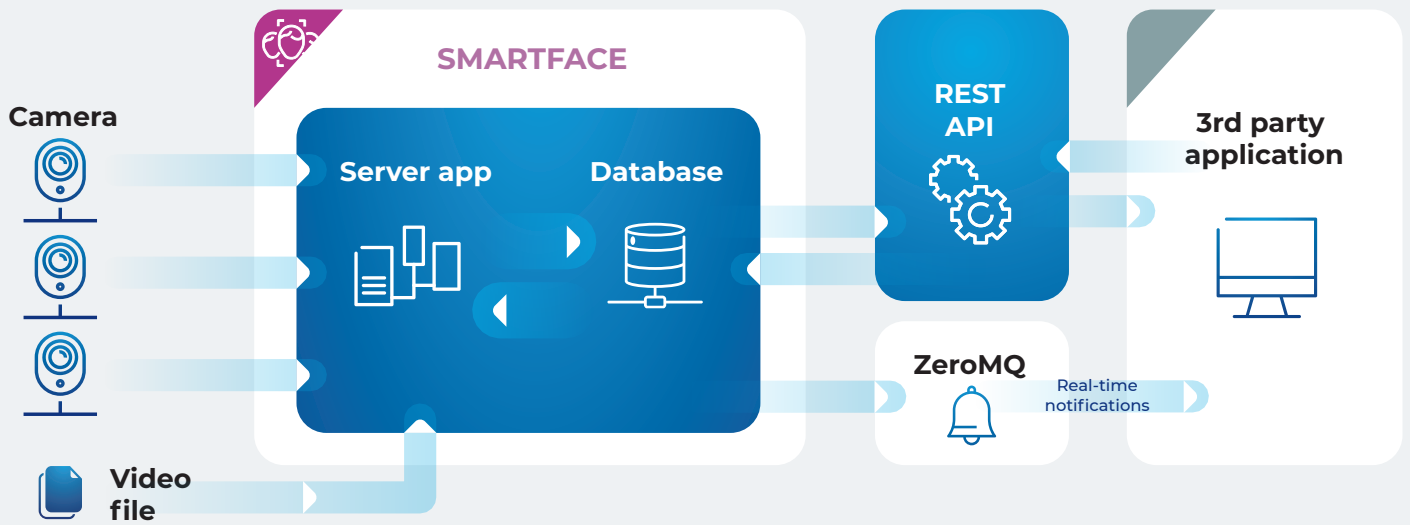 SMARTFACE
Camera
Server app
Database
REST
API
3rd party
application
ZeroMQ
Real-time
notifications
Video
file